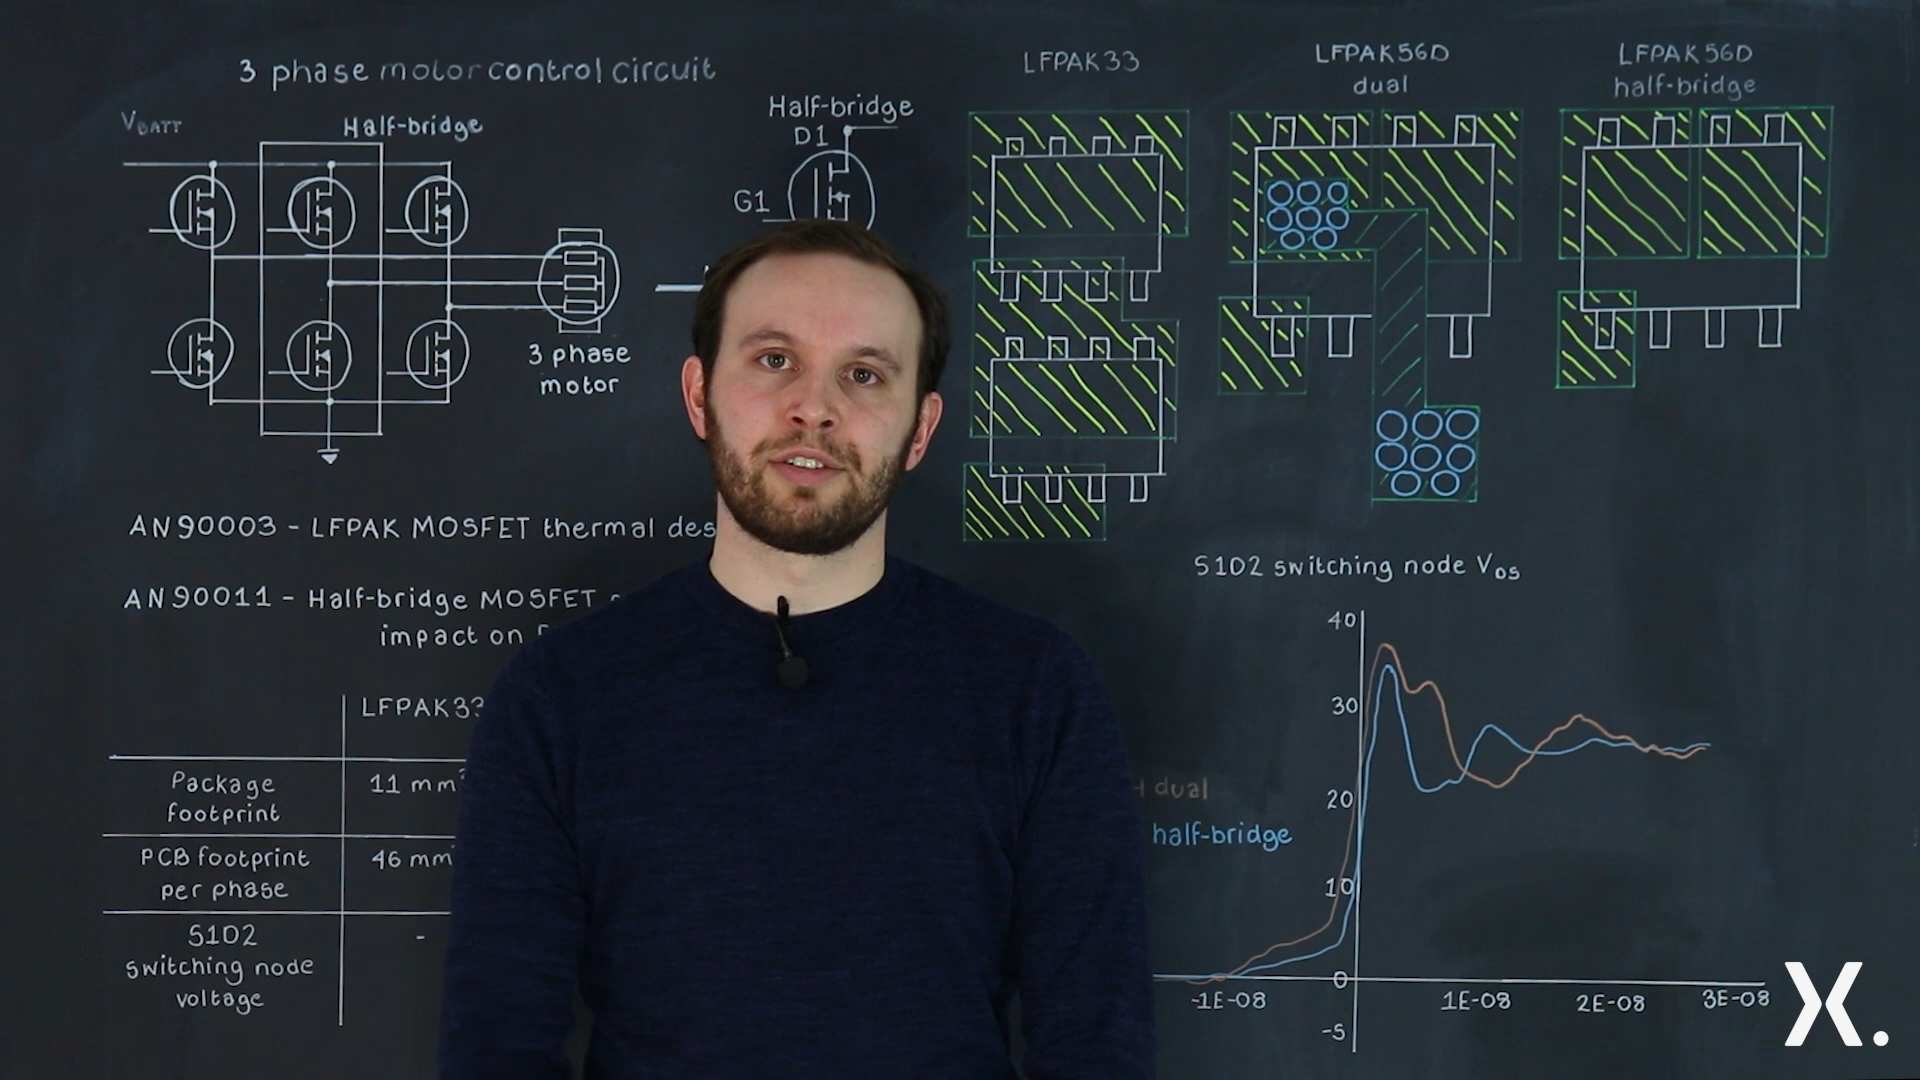 3 phase motor control circuit
VBATT
Half-bridge
3 phase
motor
Half-bridge
D1
G1
LFPAK33
LFPAK56D
dual
LFPAK56D
half-bridge
AN90003 - LFPAK MOSFET thermal des
AN90011 - Half-bridge MOSFET
impact on
LFPAK33
Package
footprint
11 mm²
PCB footprint
per phase
46 mm
S1D2
switching node
voltage
-
S1D2 switching node VDS
40
30
20
10
0
-5
-1E-08
1E-08
2E-08
3E-08
dual
half-bridge
X.